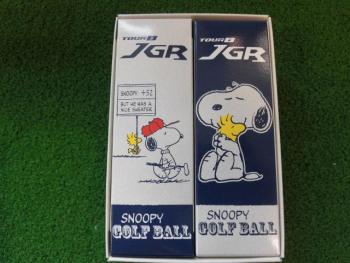 TOUR B
JGR
SNOOPY +52
BUT HE HAS A
NICE SWEATER
SNOOPY
GOLF BALL
TOUR B
JGR
SNOOPY
GOLF BALL